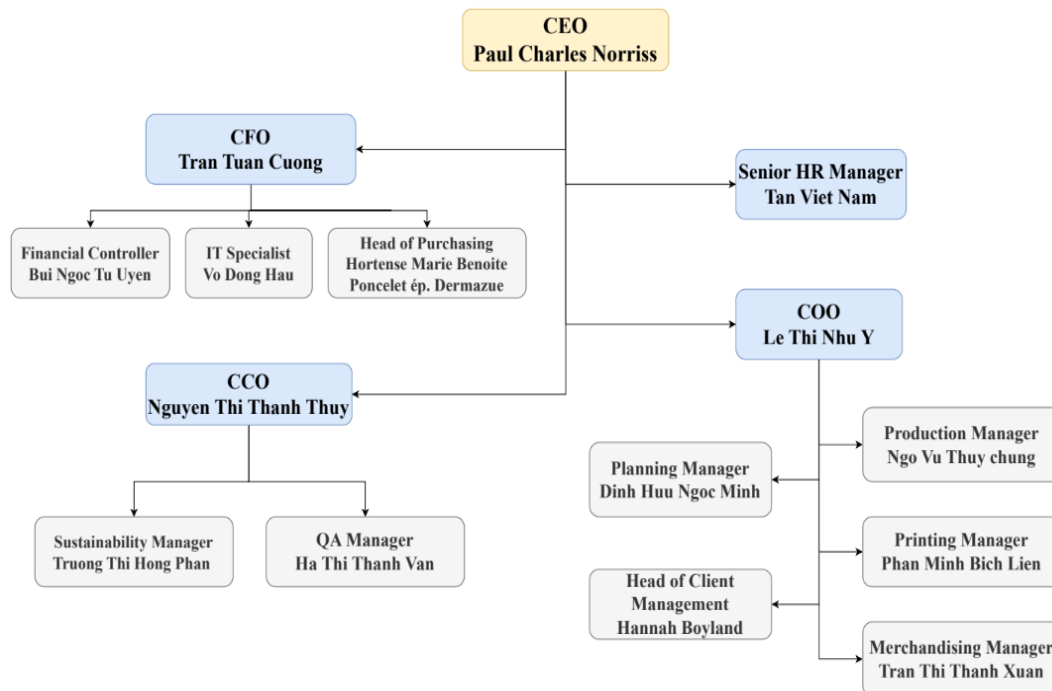 CEO
Paul Charles Norriss
CFO
Tran Tuan Cuong
Senior HR Manager
Tan Viet Nam
Financial Controller
Bui Ngoc Tu Uyen
IT Specialist
Vo Dong Hau
Head of Purchasing
Hortense Marie Benoite
Poncelet ép. Dermazue
COO
Le Thi Nhu Y
CCO
Nguyen Thi Thanh Thuy
Production Manager
Ngo Vu Thuy chung
Planning Manager
Dinh Huu Ngoc Minh
Sustainability Manager
Truong Thi Hong Phan
QA Manager
Ha Thi Thanh Van
Printing Manager
Phan Minh Bich Lien
Head of Client
Management
Hannah Boyland
Merchandising Manager
Tran Thi Thanh Xuan